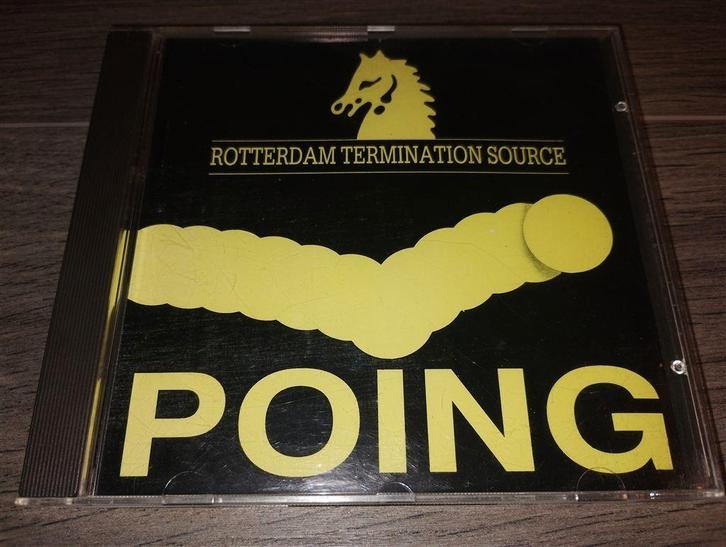 ROTTERDAM TERMINATION SOURCE
POING